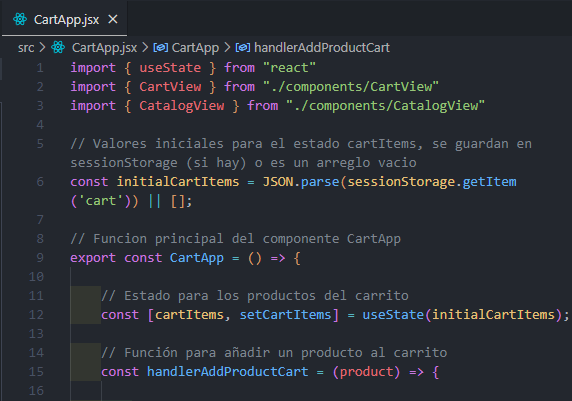 CartApp.jsx ×
src > CartApp.jsx > CartApp > handlerAddProductCart
1 import { useState } from "react"
2 import { CartView } from "./components/CartView"
3 import { CatalogView } from "./components/CatalogView"
4
5 // Valores iniciales para el estado cartItems, se guardan en
sessionStorage (si hay) o es un arreglo vacio
6 const initialCartItems = JSON.parse(sessionStorage.getItem
('cart')) || [];
7
8 // Funcion principal del componente CartApp
9 export const CartApp = () => {
10
11 // Estado para los productos del carrito
12 const [cartItems, setCartItems] = useState(initialCartItems);
13
14 // Función para añadir un producto al carrito
15 const handlerAddProductCart = (product) => {
16